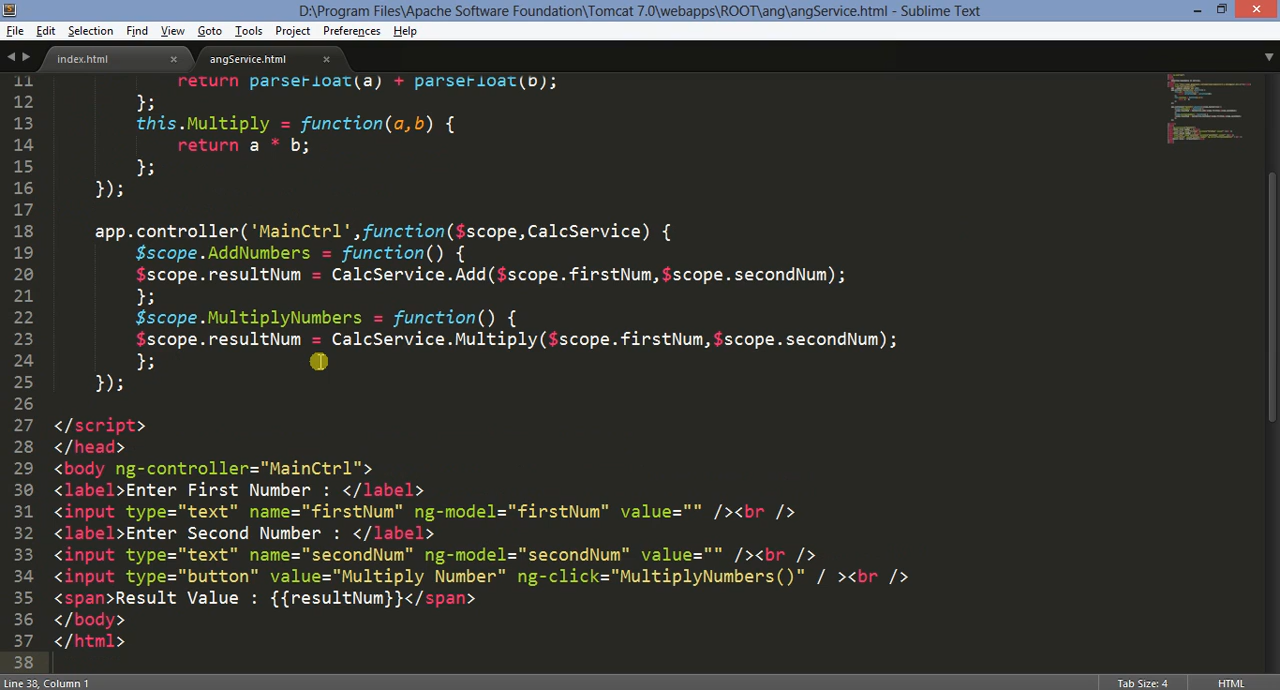 D:\Program Files\Apache Software Foundation\Tomcat 7.0\webapps\ROOT\ang\angService.html - Sublime Text
File Edit Selection Find View Goto Tools Project Preferences Help
index.html × angService.html ×
11 return parseFloat(a) + parseFloat(b);
12 };
13 this.Multiply = function(a,b) {
14 return a * b;
15 };
16 });
17
18 app.controller('MainCtrl',function($scope,CalcService) {
19 $scope.AddNumbers = function() {
20 $scope.resultNum = CalcService.Add($scope.firstNum,$scope.secondNum);
21 };
22 $scope.MultiplyNumbers = function() {
23 $scope.resultNum = CalcService.Multiply($scope.firstNum,$scope.secondNum);
24 };
25 });
26
27 </script>
28 </head>
29 <body ng-controller="MainCtrl">
30 <label>Enter First Number : </label>
31 <input type="text" name="firstNum" ng-model="firstNum" value="" /><br />
32 <label>Enter Second Number : </label>
33 <input type="text" name="secondNum" ng-model="secondNum" value="" /><br />
34 <input type="button" value="Multiply Number" ng-click="MultiplyNumbers()" / ><br />
35 <span>Result Value : {{resultNum}}</span>
36 </body>
37 </html>
38
Line 38, Column 1 Tab Size: 4 HTML